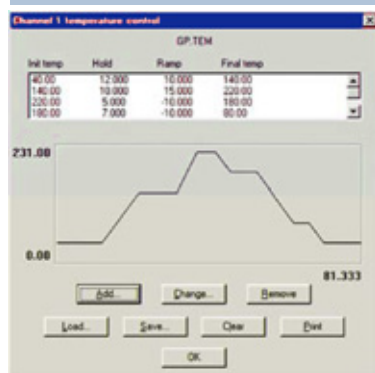 Channel 1 temperature control
GP.TEM
Init temp Hold Ramp Final temp
40.00 12.000 10.000 140.00
140.00 10.000 15.000 220.00
220.00 5.000 -10.000 180.00
180.00 7.000 -10.000 80.00
231.00
0.00
81.333
Add... Change... Remove
Load... Save... Clear Print
OK